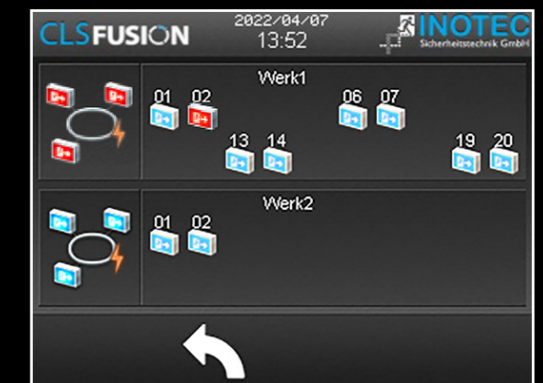 CLSFUSION
2022/04/07
13:52
INOTEC
Sicherheitstechnik GmbH
Werk1
01 02 06 07
13 14 19 20
Werk2
01 02